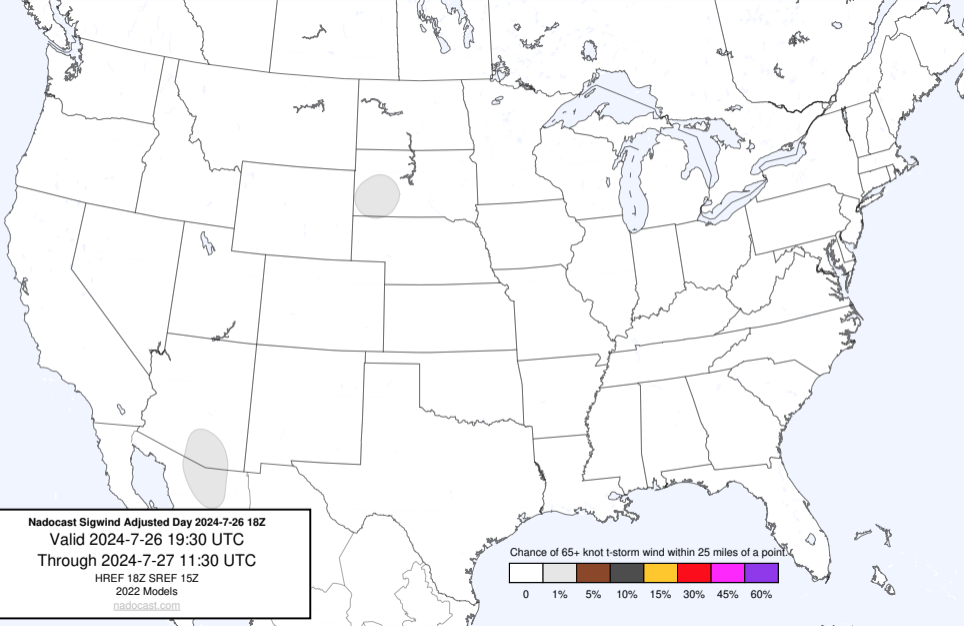 Nadocast Sigwind Adjusted Day 2024-7-26 18Z
Valid 2024-7-26 19:30 UTC
Through 2024-7-27 11:30 UTC
HREF 18Z SREF 15Z
2022 Models
nadocast.com
Chance of 65+ knot t-storm wind within 25 miles of a point.
0 1% 5% 10% 15% 30% 45% 60%